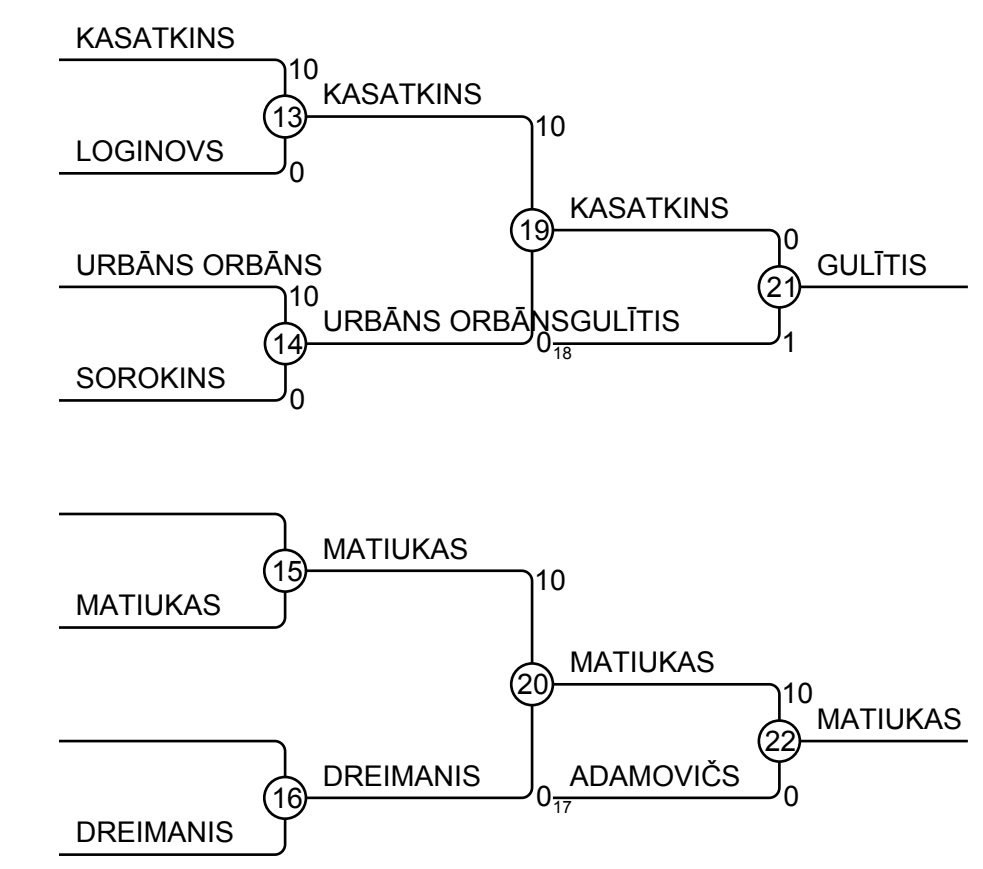 KASATKINS
10
KASATKINS
13
10
LOGINOVS
0
KASATKINS
19
0
URBĀNS ORBĀNS
GULĪTIS
21
10
URBĀNS ORBĀNS
GULĪTIS
14
0
18
1
SOROKINS
0
MATIUKAS
15
10
MATIUKAS
MATIUKAS
20
10
MATIUKAS
22
DREIMANIS
ADAMOVIČS
16
0
17
0
DREIMANIS